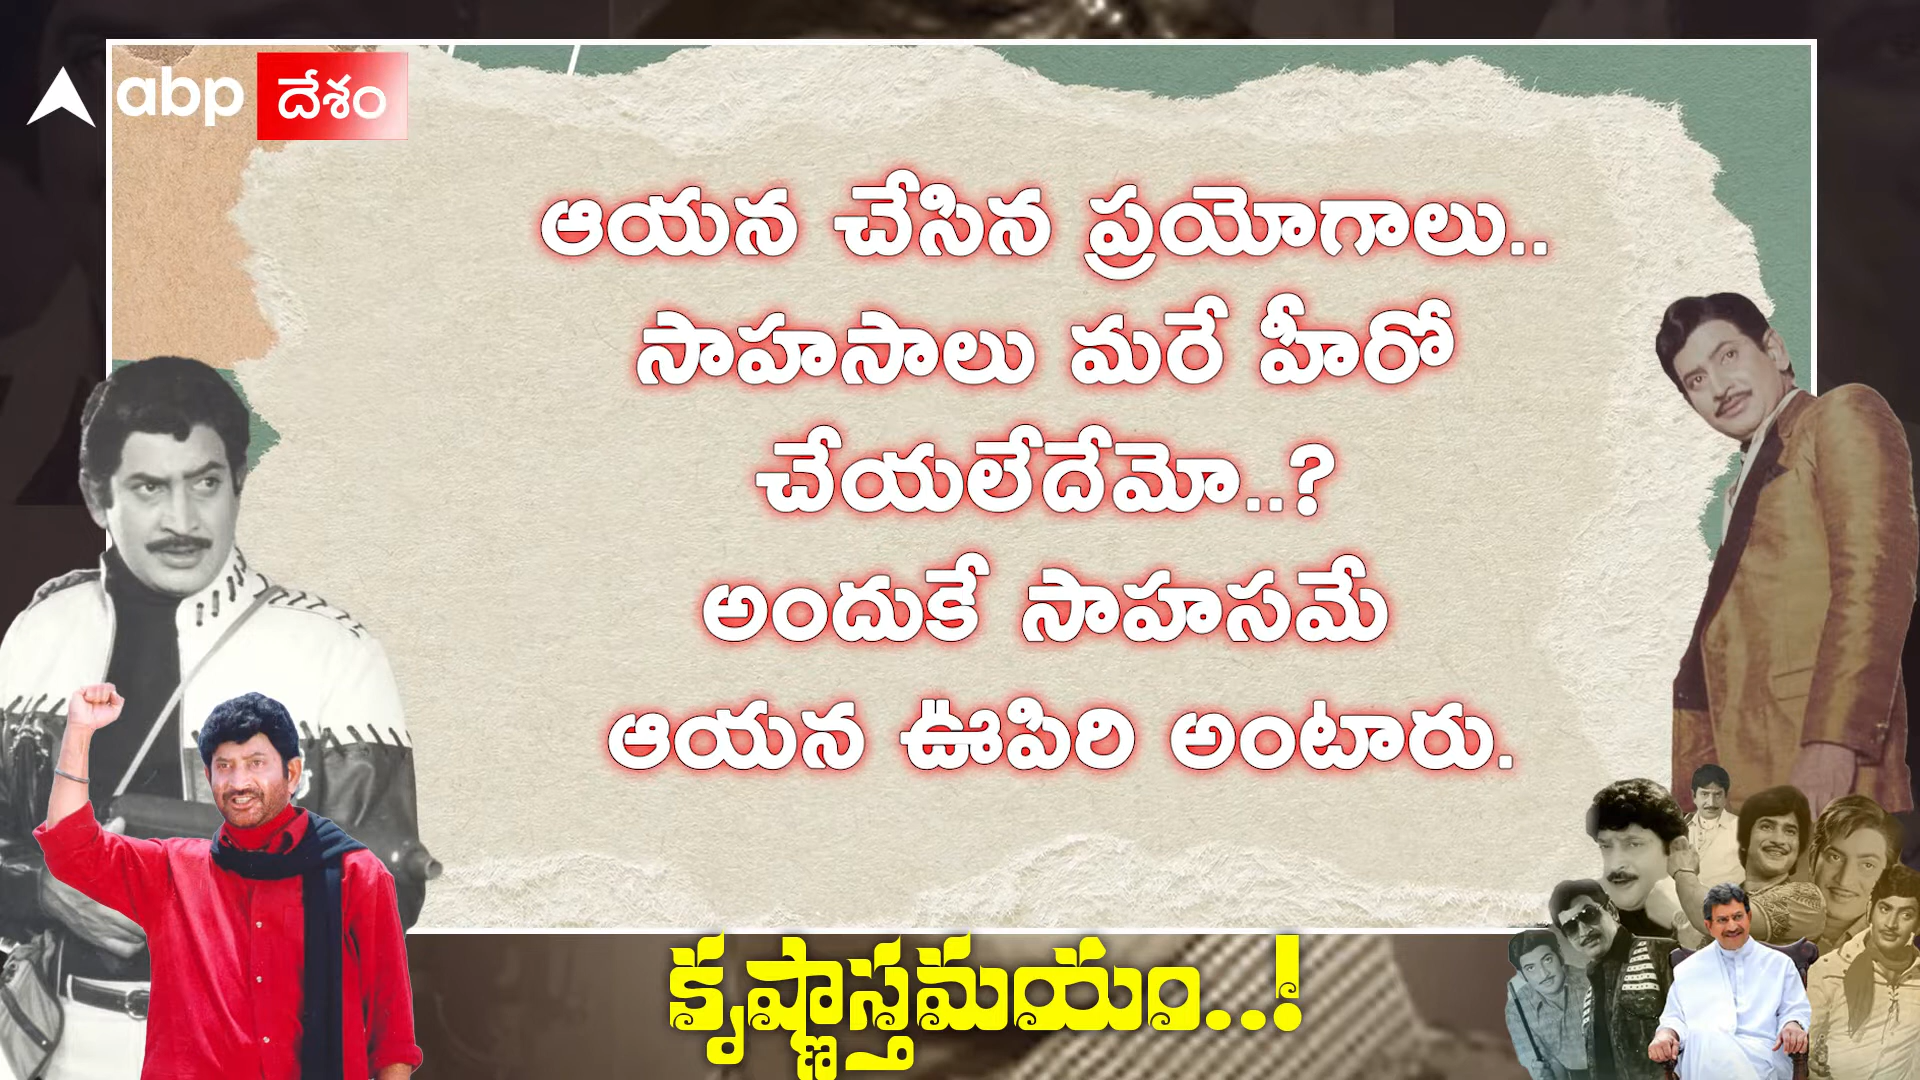 abp దేశం
ఆయన చేసిన ప్రయోగాలు..
సాహసాలు మరే హీరో
చేయలేదేమో..?
అందుకే సాహసమే
ఆయన ఊపిరి అంటారు.
కృష్ణాస్తమయం..!